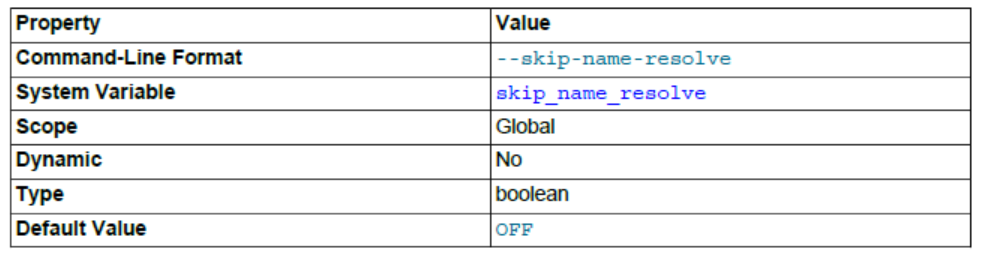 Property Value
Command-Line Format --skip-name-resolve
System Variable skip_name_resolve
Scope Global
Dynamic No
Type boolean
Default Value OFF